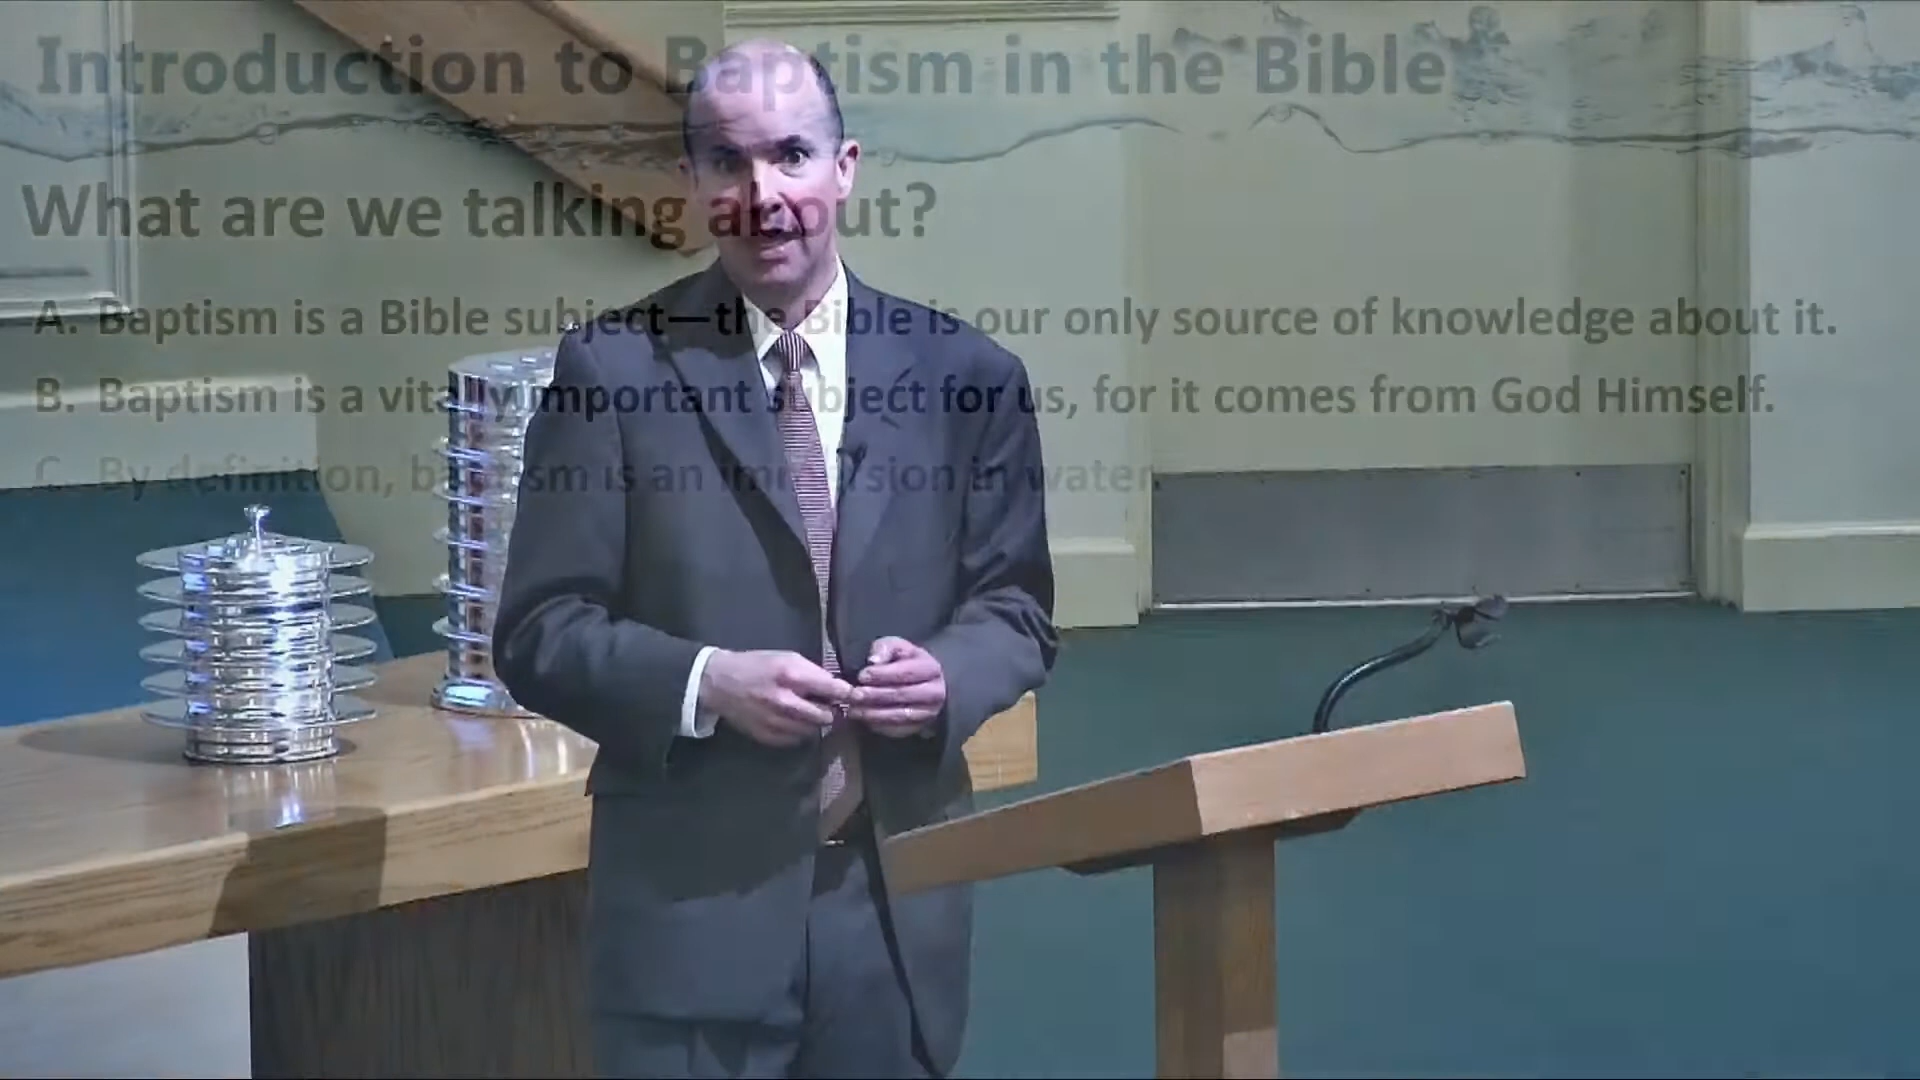 Introduction to Baptism in the Bible
What are we talking about?
A. Baptism is a Bible subject—the Bible is our only source of knowledge about it.
B. Baptism is a vitally important subject for us, for it comes from God Himself.
C. By definition, baptism is an immersion in water